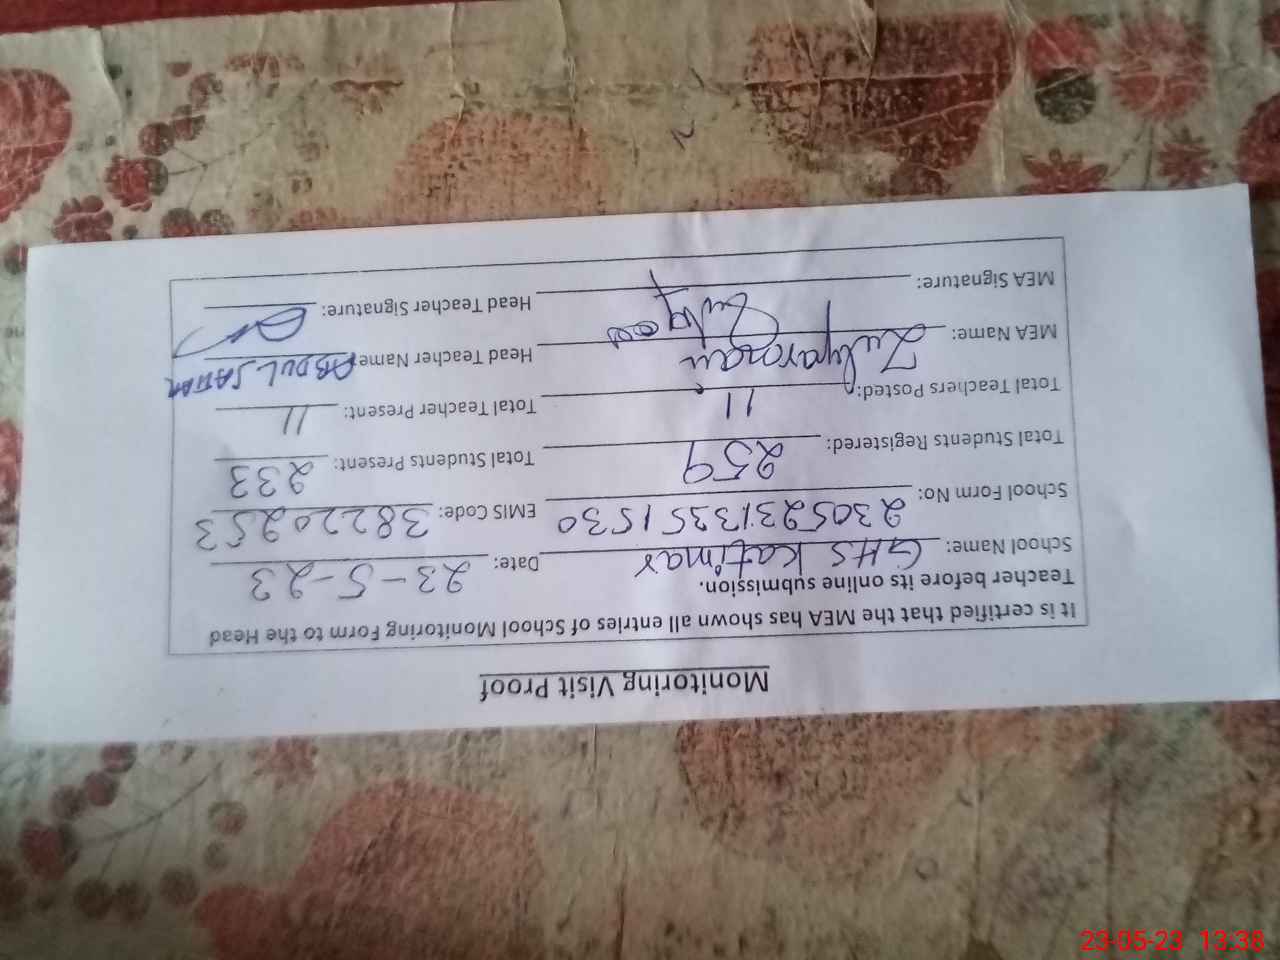 Monitoring Visit Proof
It is certified that the MEA has shown all entries of School Monitoring Form to the Head
Teacher before its online submission.
School Name: GHS Katimar Date: 23-5-23
School Form No: 23052313351530 EMIS Code: 38220253
Total Students Registered: 259 Total Students Present: 233
Total Teachers Posted: 11 Total Teacher Present: 11
MEA Name: Head Teacher Name ABDUL SATTAR
MEA Signature: Head Teacher Signature:
23-05-23 13:38